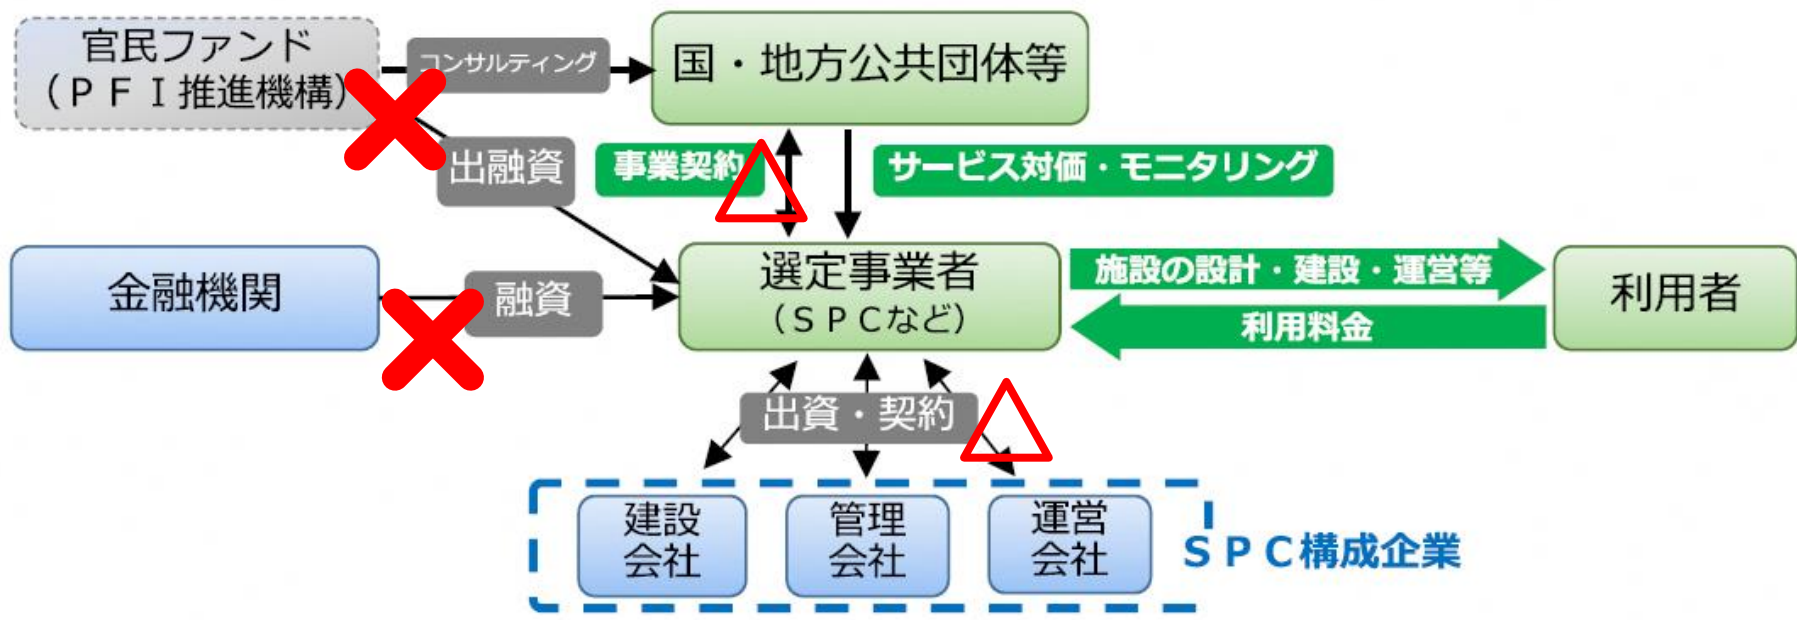 官民ファンド
（ＰＦＩ推進機構）
コンサルティング
国・地方公共団体等
出融資
事業契約
サービス対価・モニタリング
金融機関
融資
選定事業者
（ＳＰＣなど）
施設の設計・建設・運営等
利用料金
利用者
出資・契約
建設
会社
管理
会社
運営
会社
ＳＰＣ構成企業